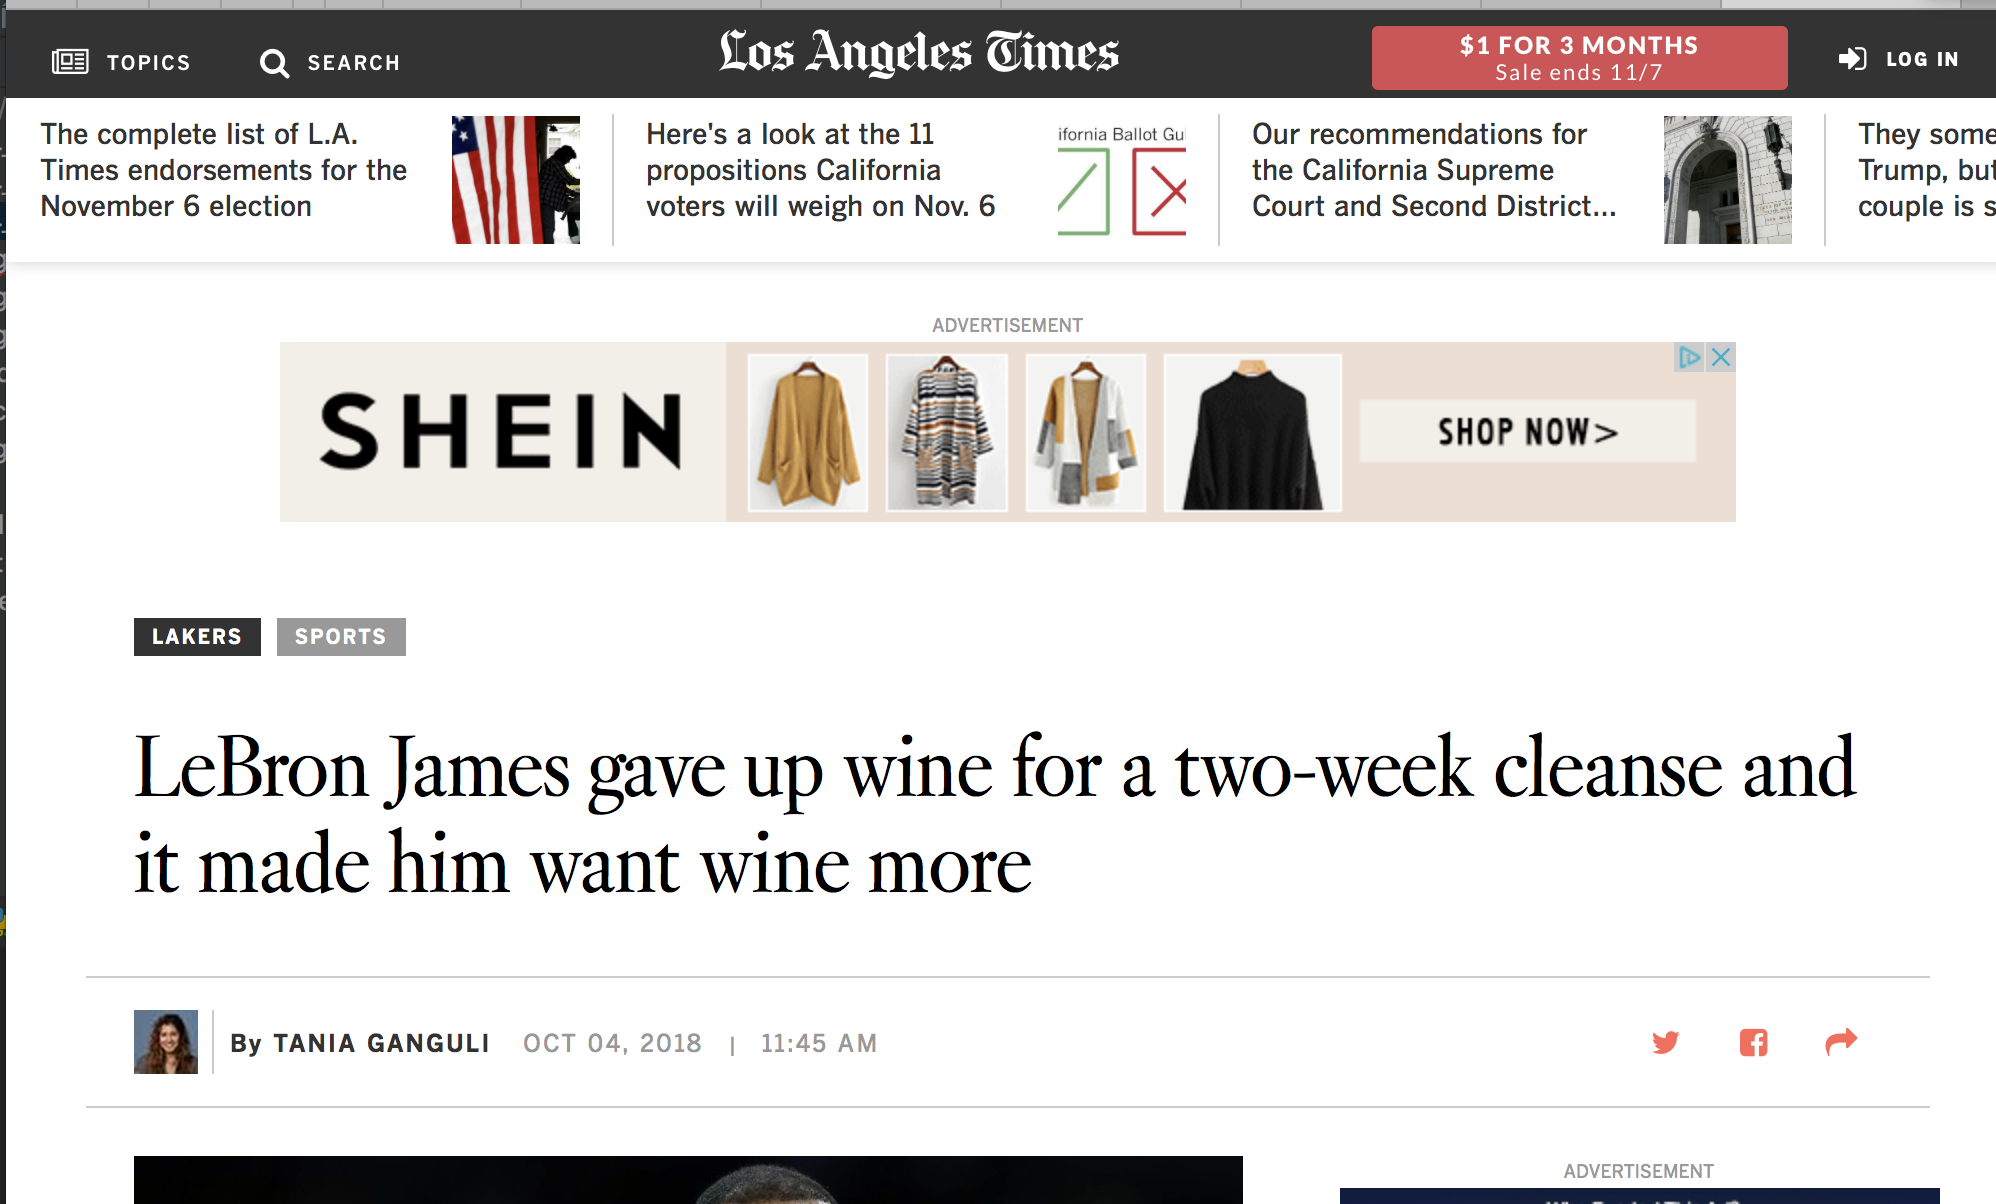 TOPICS
SEARCH
Los Angeles Times
$1 FOR 3 MONTHS
Sale ends 11/7
LOG IN
The complete list of L.A.
Times endorsements for the
November 6 election
Here's a look at the 11
propositions California
voters will weigh on Nov. 6
ifornia Ballot Gui
Our recommendations for
the California Supreme
Court and Second District...
They some
Trump, but
couple is s
ADVERTISEMENT
SHEIN
SHOP NOW>
LAKERS
SPORTS
LeBron James gave up wine for a two-week cleanse and
it made him want wine more
By TANIA GANGULI OCT 04, 2018 | 11:45 AM
ADVERTISEMENT